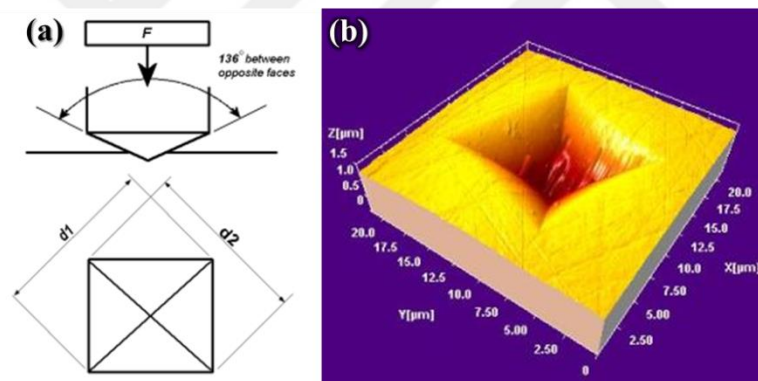 (a)
F
136° between
opposite faces
d1
d2
(b)
Z[μm]
1.5
1.0
0.5
0
20.0
17.5
15.0
12.5
10.0
7.50
5.00
2.50
0
Y[μm]
20.0
17.5
15.0
12.5
10.0
7.50
5.00
2.50
X[μm]